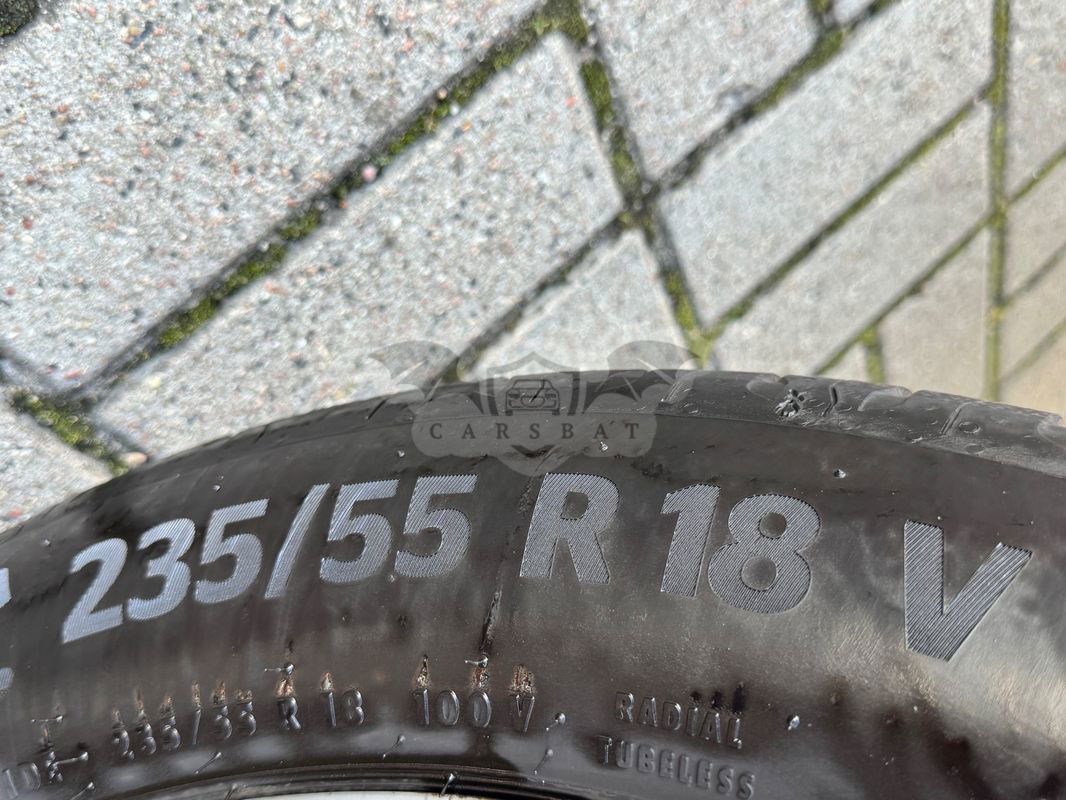 CARSBAT
235/55 R 18 V
235/55 R 18 100 V
RADIAL
TUBELESS